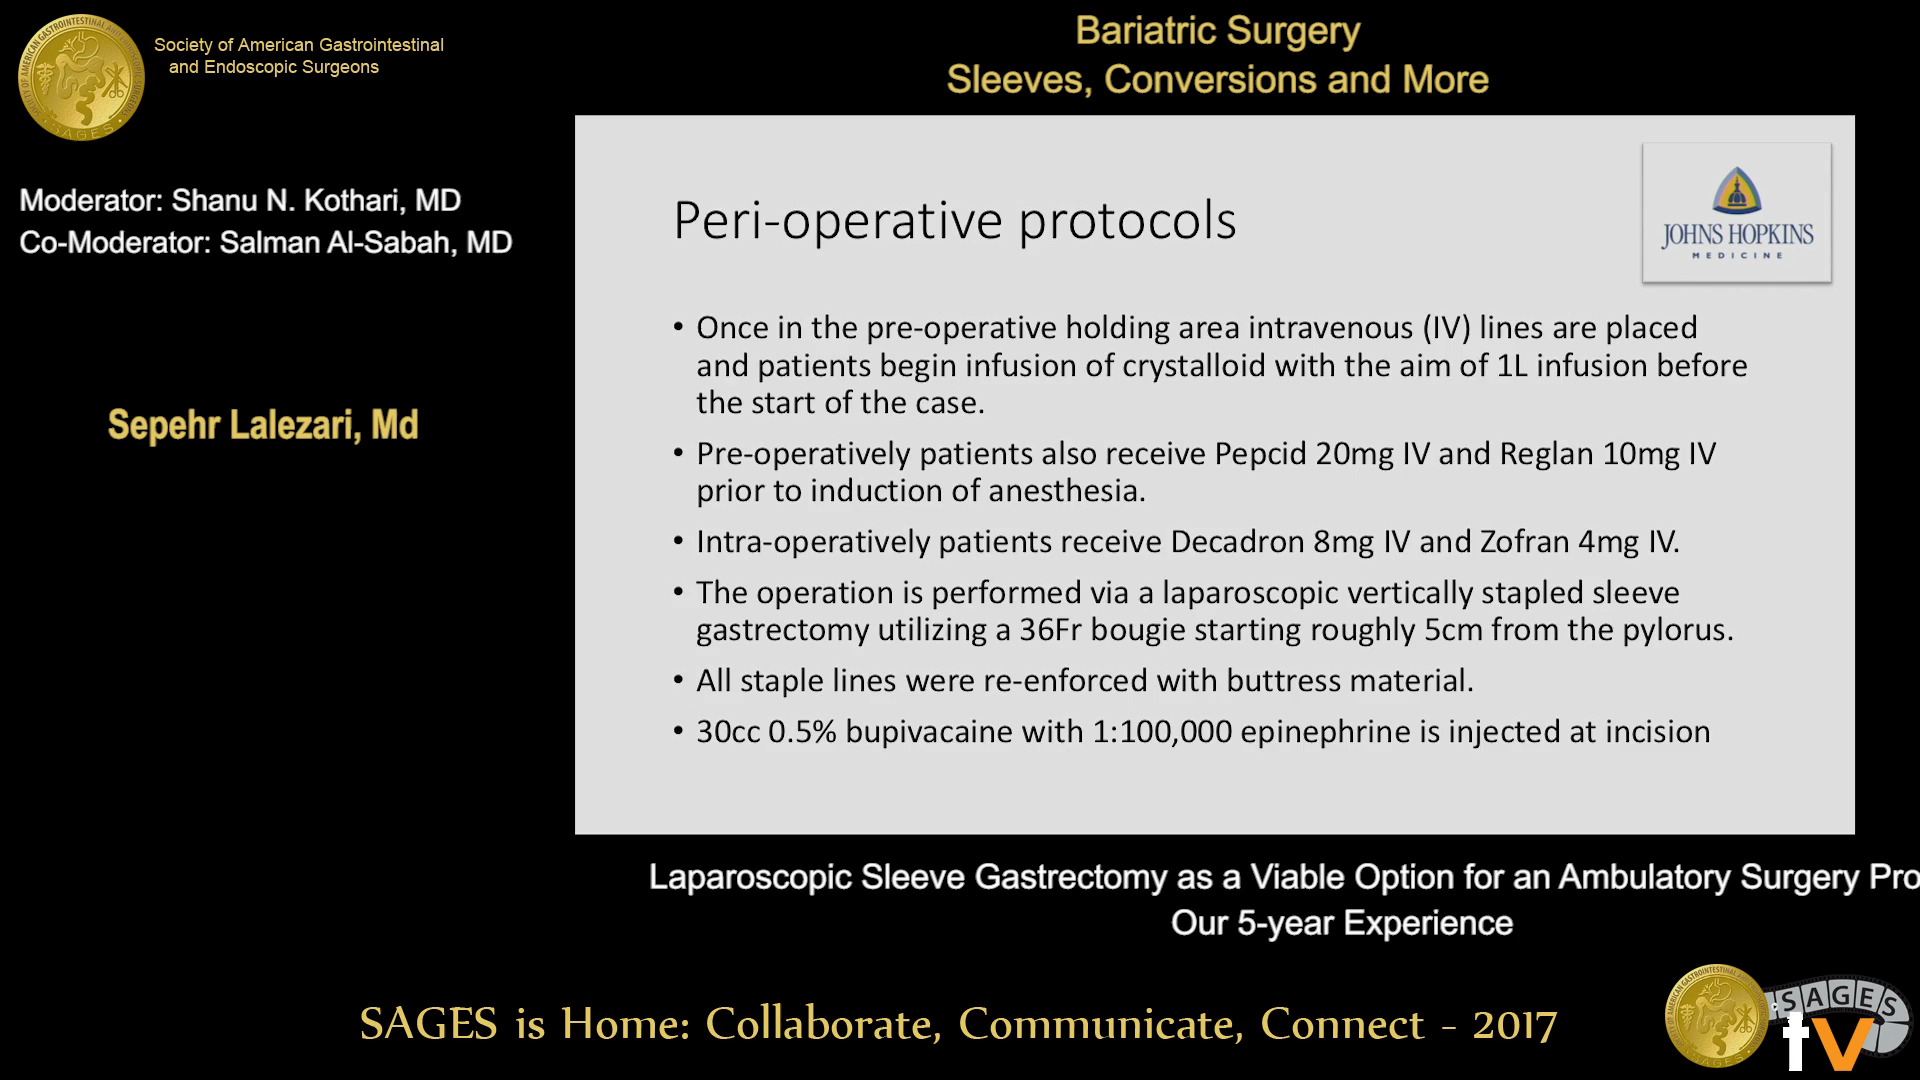 Society of American Gastrointestinal
and Endoscopic Surgeons
Bariatric Surgery
Sleeves, Conversions and More
Moderator: Shanu N. Kothari, MD
Co-Moderator: Salman Al-Sabah, MD
Sepehr Lalezari, Md
Peri-operative protocols
JOHNS HOPKINS
MEDICINE
• Once in the pre-operative holding area intravenous (IV) lines are placed
and patients begin infusion of crystalloid with the aim of 1L infusion before
the start of the case.
• Pre-operatively patients also receive Pepcid 20mg IV and Reglan 10mg IV
prior to induction of anesthesia.
• Intra-operatively patients receive Decadron 8mg IV and Zofran 4mg IV.
• The operation is performed via a laparoscopic vertically stapled sleeve
gastrectomy utilizing a 36Fr bougie starting roughly 5cm from the pylorus.
• All staple lines were re-enforced with buttress material.
• 30cc 0.5% bupivacaine with 1:100,000 epinephrine is injected at incision
Laparoscopic Sleeve Gastrectomy as a Viable Option for an Ambulatory Surgery Pro
Our 5-year Experience
SAGES is Home: Collaborate, Communicate, Connect - 2017
SAGES
tv